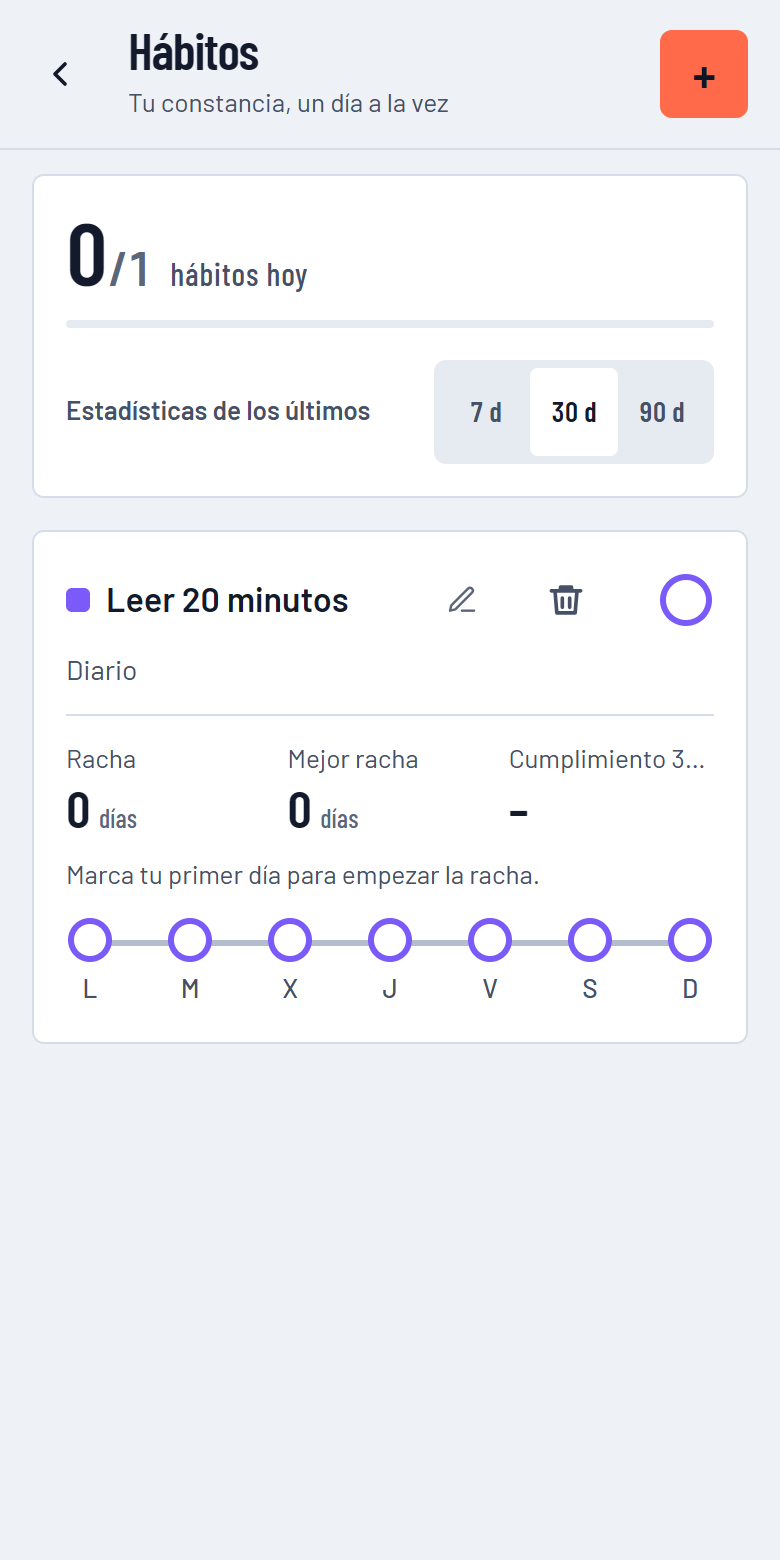 Hábitos
Tu constancia, un día a la vez
+
0/1 hábitos hoy
Estadísticas de los últimos 7 d 30 d 90 d
Leer 20 minutos
Diario
Racha Mejor racha Cumplimiento 3...
0 días 0 días –
Marca tu primer día para empezar la racha.
L M X J V S D